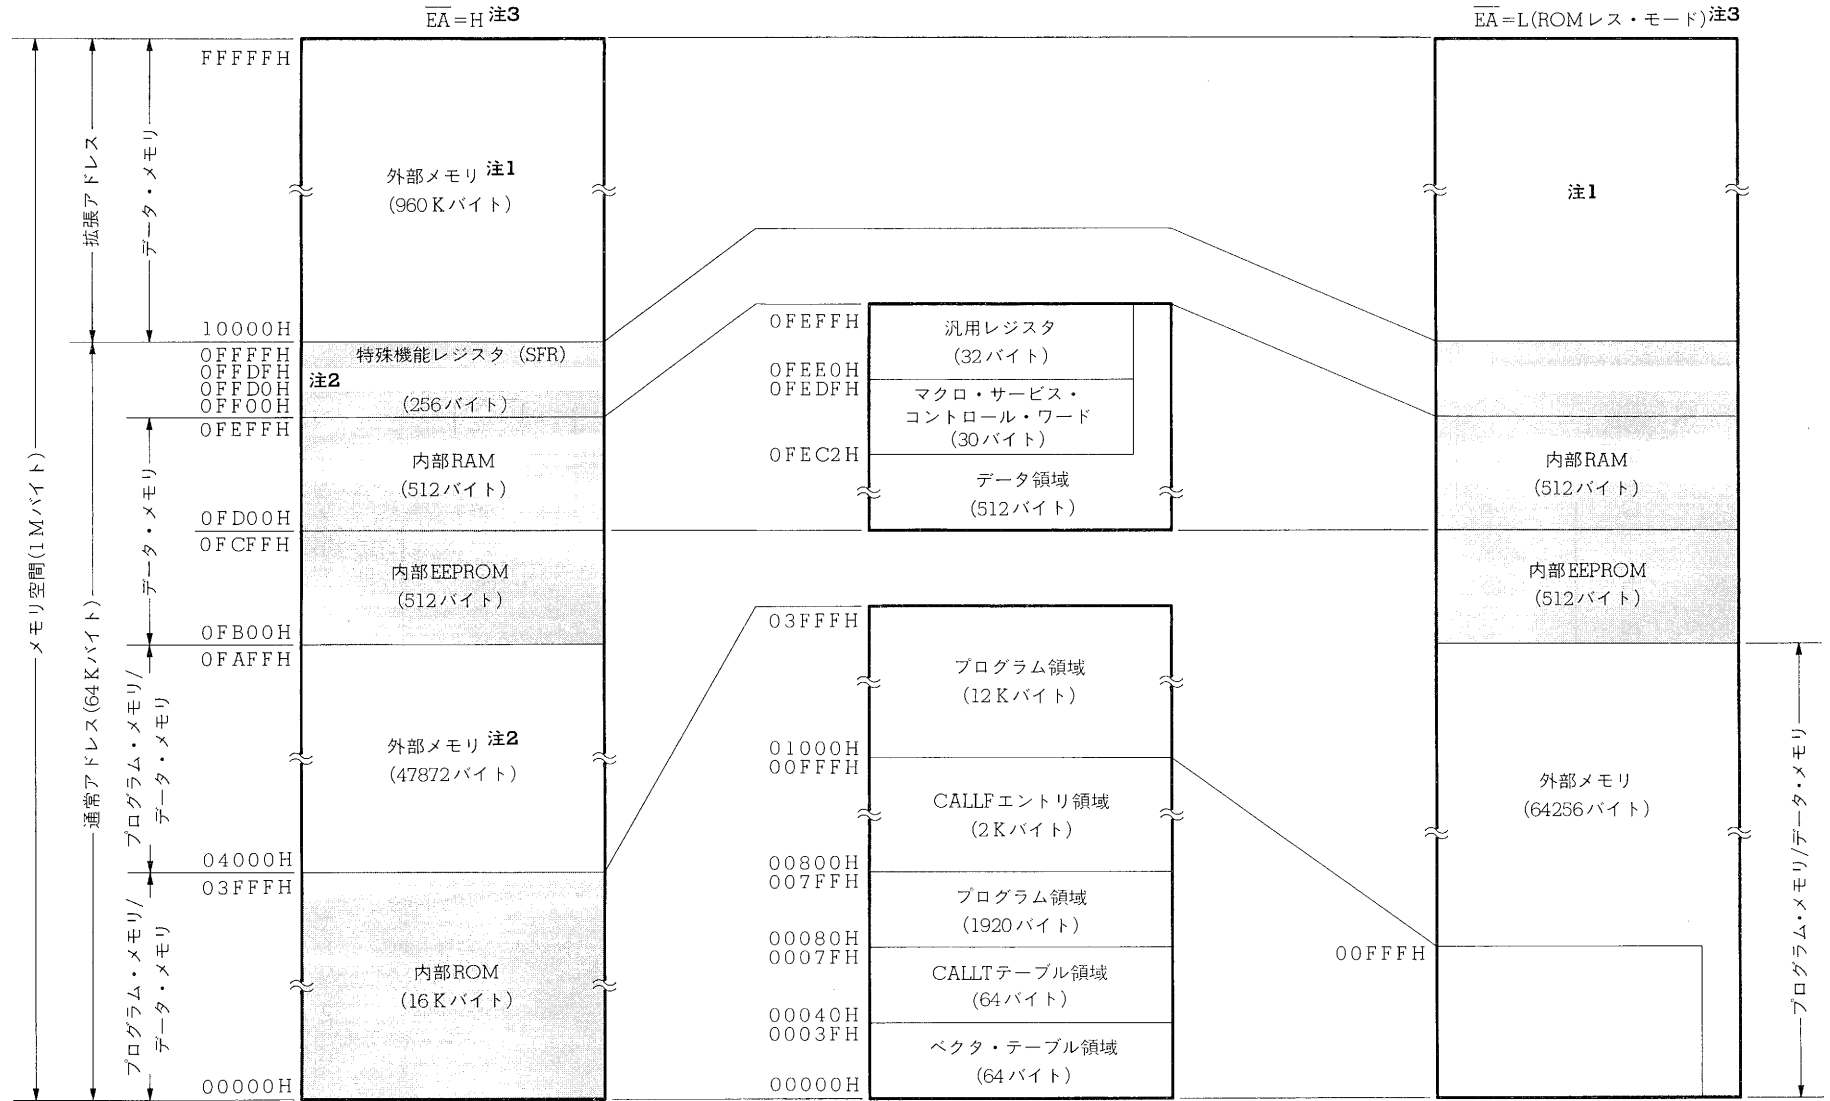 EA=H 注3
EA=L(ROMレス・モード)注3
メモリ空間(1Mバイト)
拡張アドレス
通常アドレス(64Kバイト)
データ・メモリ
データ・メモリ
プログラム・メモリ/
データ・メモリ
プログラム・メモリ/
データ・メモリ
FFFFFH
10000H
0FFFFH
0FFDFH
0FFD0H
0FF00H
0FEFFH
0FD00H
0FCFFH
0FB00H
0FAFFH
04000H
03FFFH
00000H
外部メモリ 注1
(960Kバイト)
特殊機能レジスタ (SFR)
注2
(256バイト)
内部RAM
(512バイト)
内部EEPROM
(512バイト)
外部メモリ 注2
(47872バイト)
内部ROM
(16Kバイト)
0FEFFH
0FEE0H
0FEDFH
0FEC2H
汎用レジスタ
(32バイト)
マクロ・サービス・
コントロール・ワード
(30バイト)
データ領域
(512バイト)
03FFFH
01000H
00FFFH
00800H
007FFH
00080H
0007FH
00040H
0003FH
00000H
プログラム領域
(12Kバイト)
CALLFエントリ領域
(2Kバイト)
プログラム領域
(1920バイト)
CALLTテーブル領域
(64バイト)
ベクタ・テーブル領域
(64バイト)
注1
内部RAM
(512バイト)
内部EEPROM
(512バイト)
外部メモリ
(64256バイト)
00FFFH
プログラム・メモリ/データ・メモリ